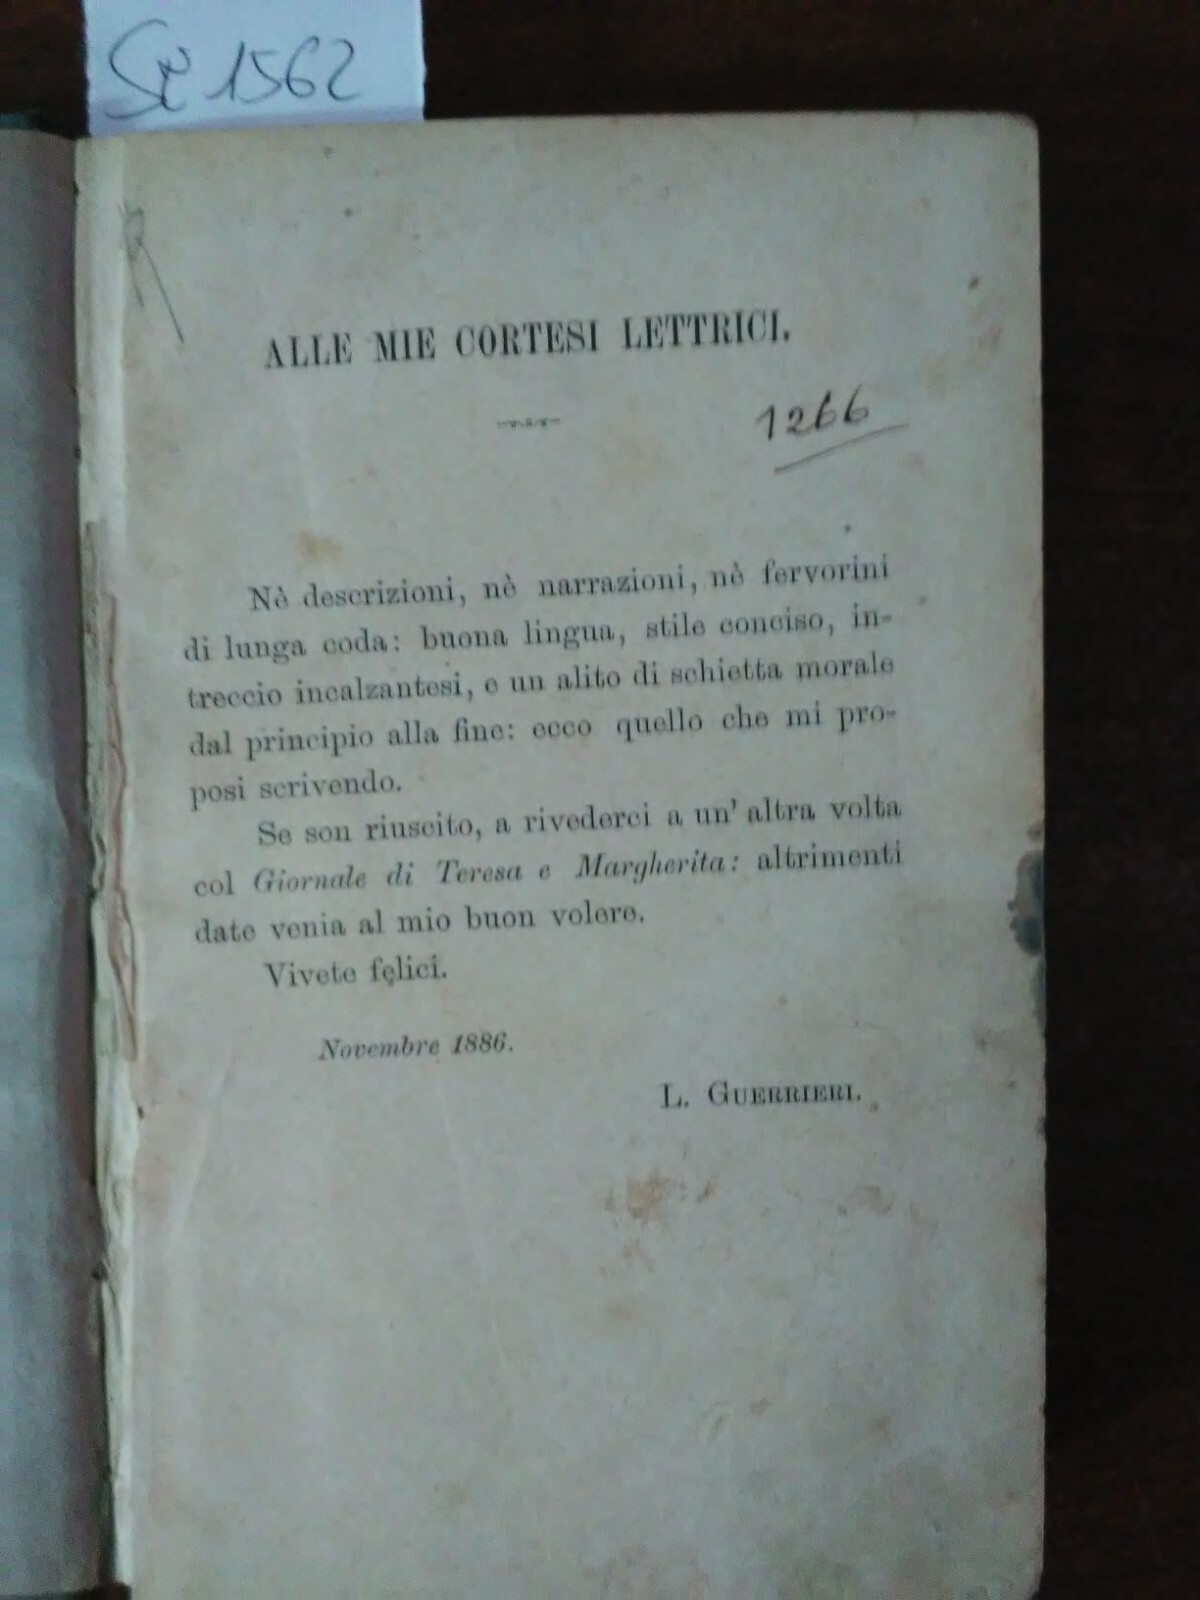 Se 1562
ALLE MIE CORTESI LETTRICI.
1266
Nè descrizioni, nè narrazioni, nè fervorini
di lunga coda: buona lingua, stile conciso, in-
treccio incalzantesi, e un alito di schietta morale
dal principio alla fine: ecco quello che mi pro-
posi scrivendo.
Se son riuscito, a rivederci a un' altra volta
col Giornale di Teresa e Margherita: altrimenti
date venia al mio buon volere.
Vivete felici.
Novembre 1886.
L. GUERRIERI.